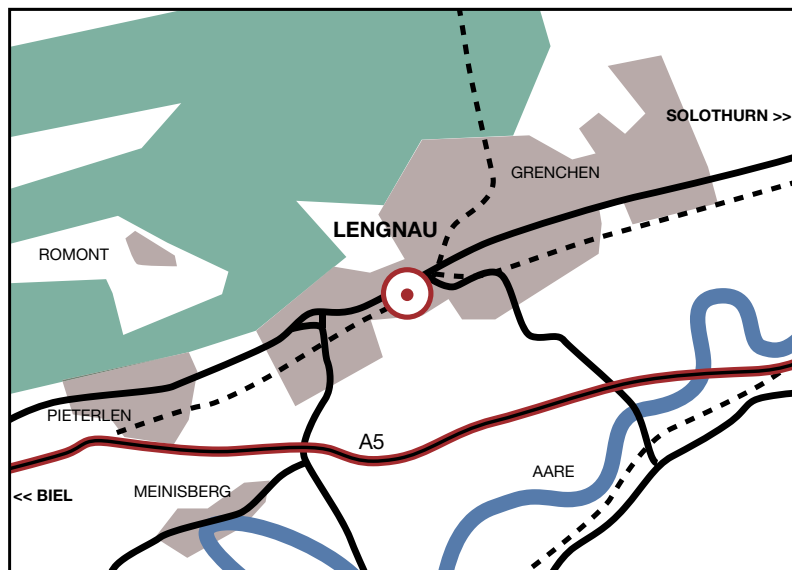 SOLOTHURN >>
GRENCHEN
LENGNAU
ROMONT
PIETERLEN
A5
AARE
MEINISBERG
<< BIEL